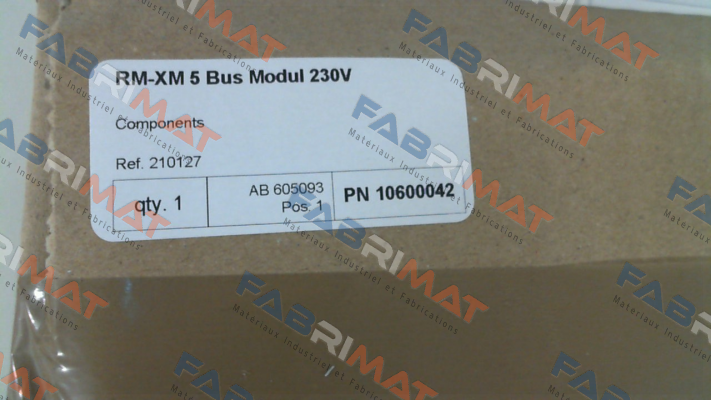 RM-XM 5 Bus Modul 230V
Components
Ref. 210127
qty. 1
AB 605093
Pos. 1
PN 10600042
FABRIMAT
Materiaux Industriel et Fabrications